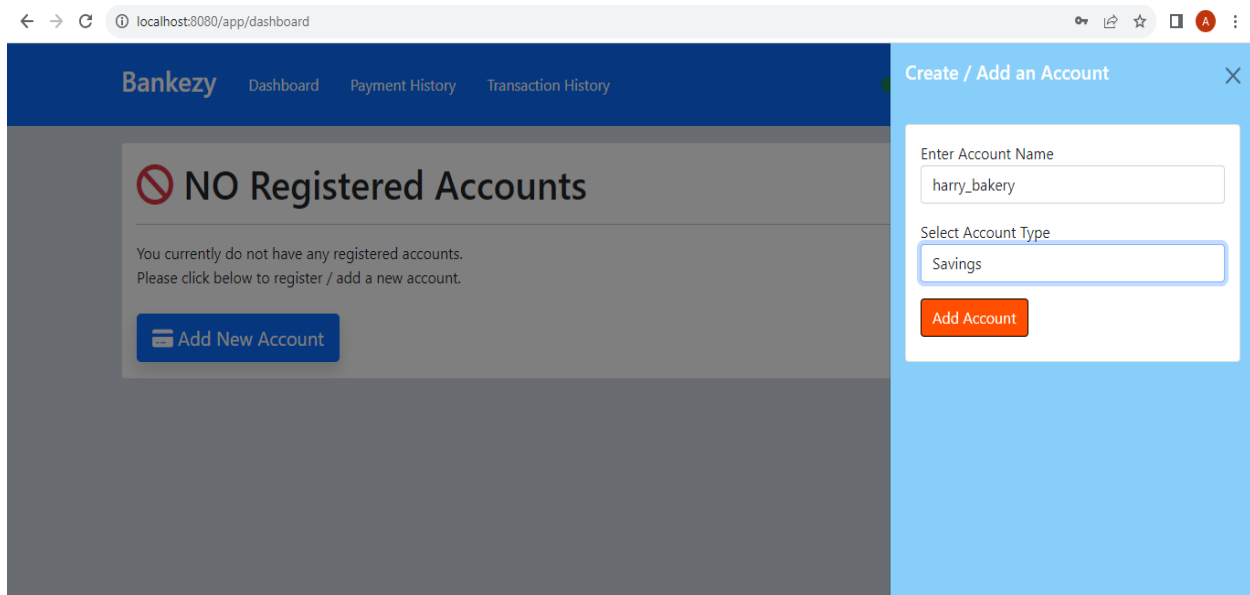 localhost:8080/app/dashboard
A
Bankezy Dashboard Payment History Transaction History
NO Registered Accounts
You currently do not have any registered accounts.
Please click below to register / add a new account.
Add New Account
Create / Add an Account
Enter Account Name
harry_bakery
Select Account Type
Savings
Add Account